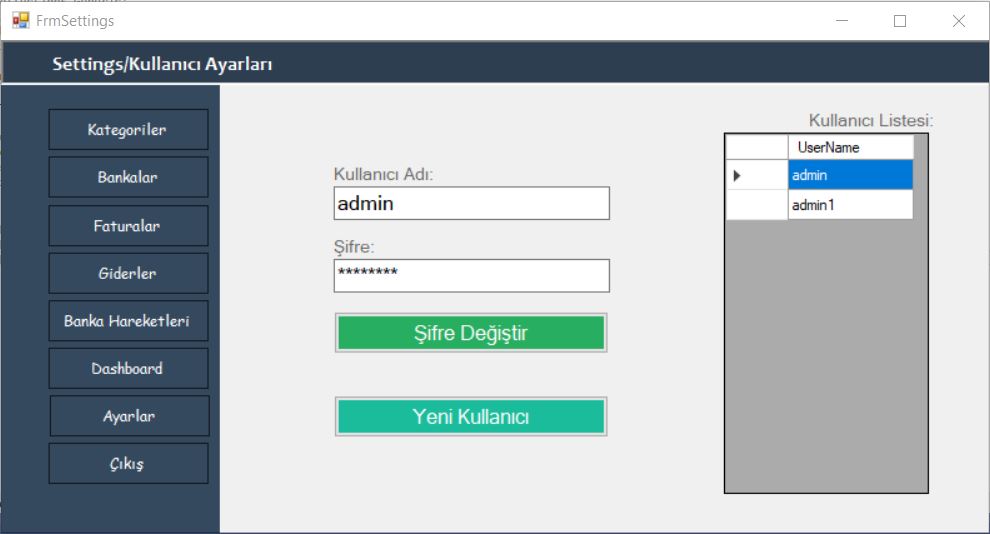 FrmSettings
Settings/Kullanıcı Ayarları
Kategoriler
Bankalar
Faturalar
Giderler
Banka Hareketleri
Dashboard
Ayarlar
Çıkış
Kullanıcı Adı:
admin
Şifre:
********
Şifre Değiştir
Yeni Kullanıcı
Kullanıcı Listesi:
UserName
admin
admin1